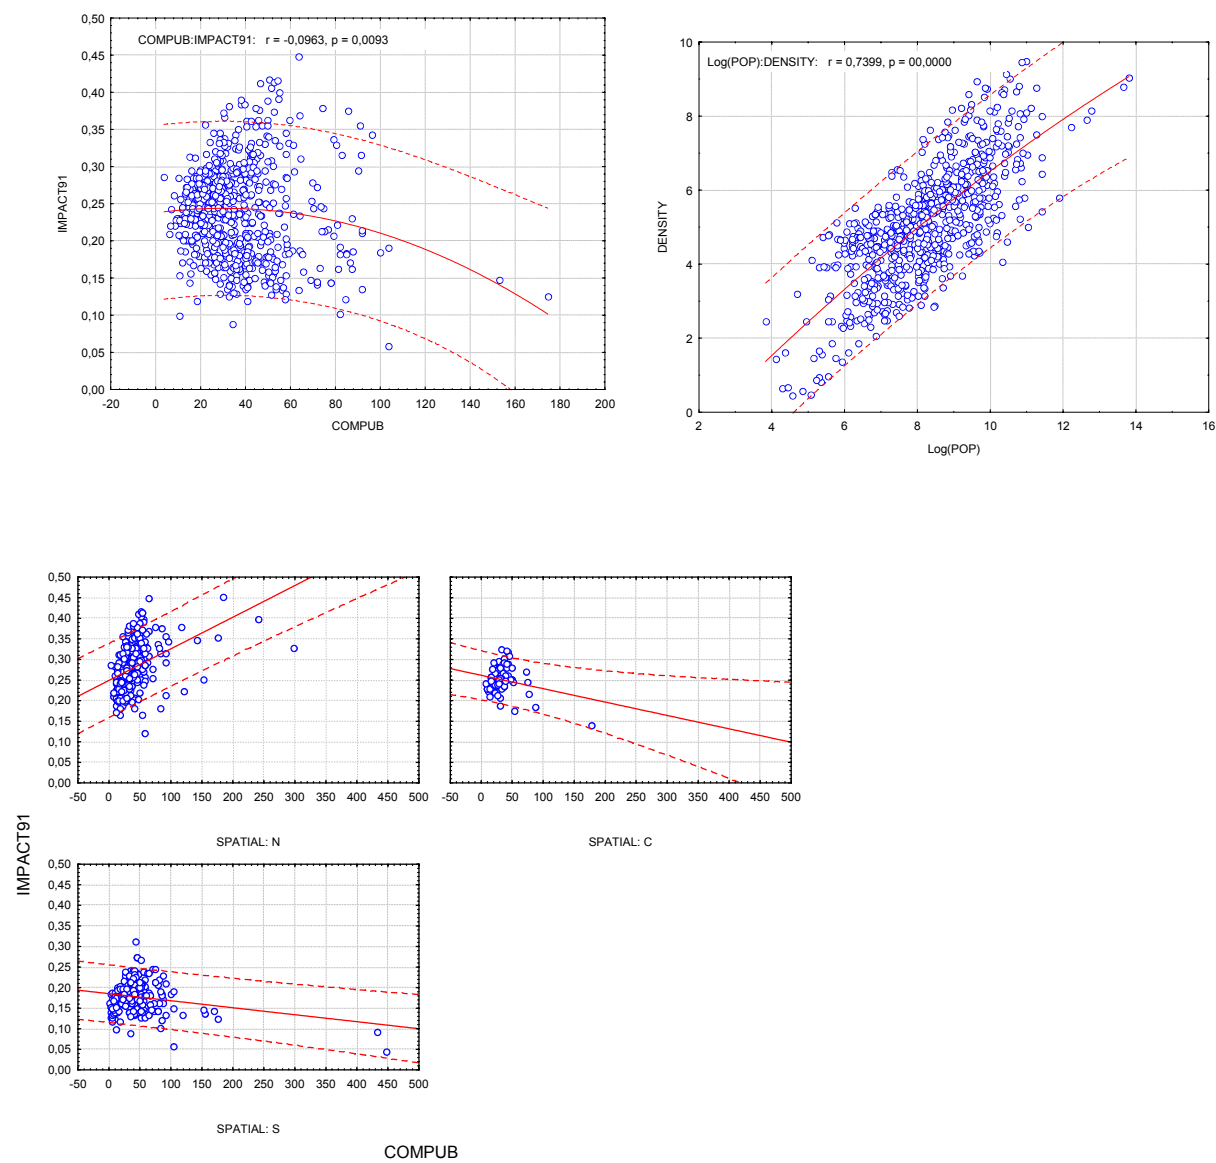 0,50
0,45
0,40
0,35
0,30
0,25
0,20
0,15
0,10
0,05
0,00
IMPACT91
COMPUB:IMPACT91: r = -0,0963, p = 0,0093
-20 0 20 40 60 80 100 120 140 160 180 200
COMPUB
10
8
6
4
2
0
DENSITY
Log(POP):DENSITY: r = 0,7399, p = 00,0000
2 4 6 8 10 12 14 16
Log(POP)
IMPACT91
0,50
0,45
0,40
0,35
0,30
0,25
0,20
0,15
0,10
0,05
0,00
-50 0 50 100 150 200 250 300 350 400 450 500
SPATIAL: N
-50 0 50 100 150 200 250 300 350 400 450 500
SPATIAL: C
0,50
0,45
0,40
0,35
0,30
0,25
0,20
0,15
0,10
0,05
0,00
-50 0 50 100 150 200 250 300 350 400 450 500
SPATIAL: S
COMPUB